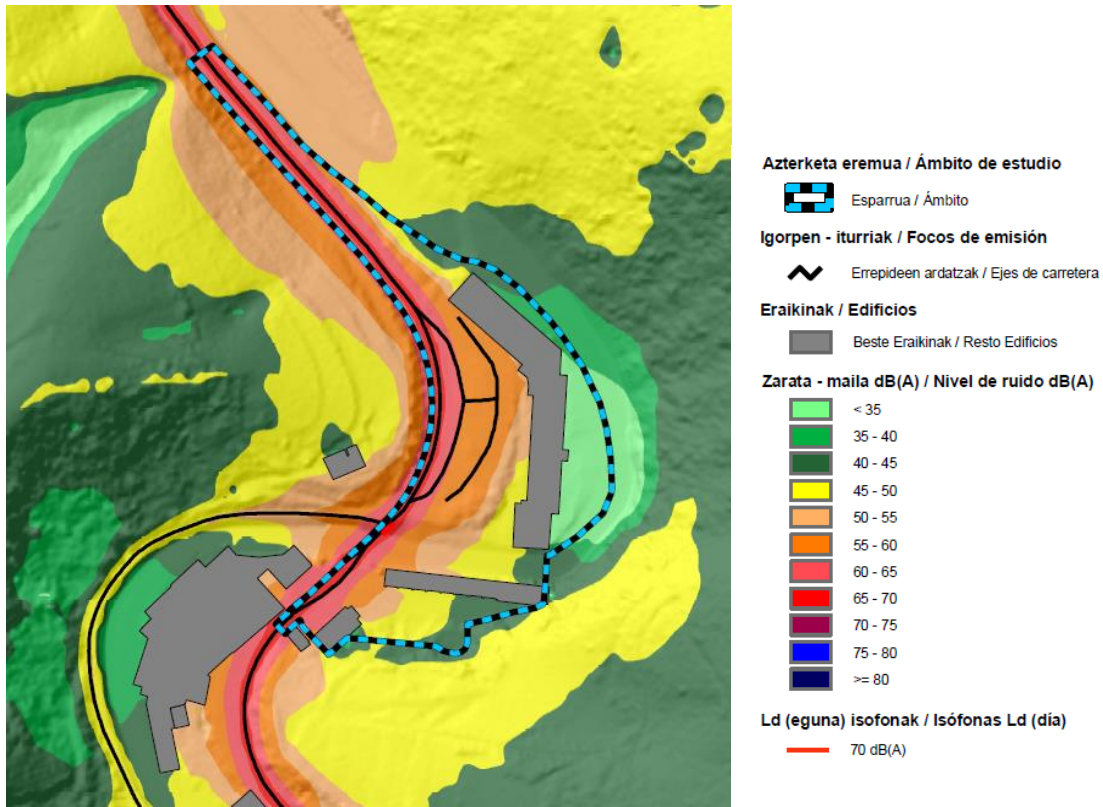 Azterketa eremua / Ámbito de estudio
Esparrua / Ámbito
Igorpen - iturriak / Focos de emisión
Errepideen ardatzak / Ejes de carretera
Eraikinak / Edificios
Beste Eraikinak / Resto Edificios
Zarata - maila dB(A) / Nivel de ruido dB(A)
< 35
35 - 40
40 - 45
45 - 50
50 - 55
55 - 60
60 - 65
65 - 70
70 - 75
75 - 80
>= 80
Ld (eguna) isofonak / Isófonas Ld (día)
70 dB(A)